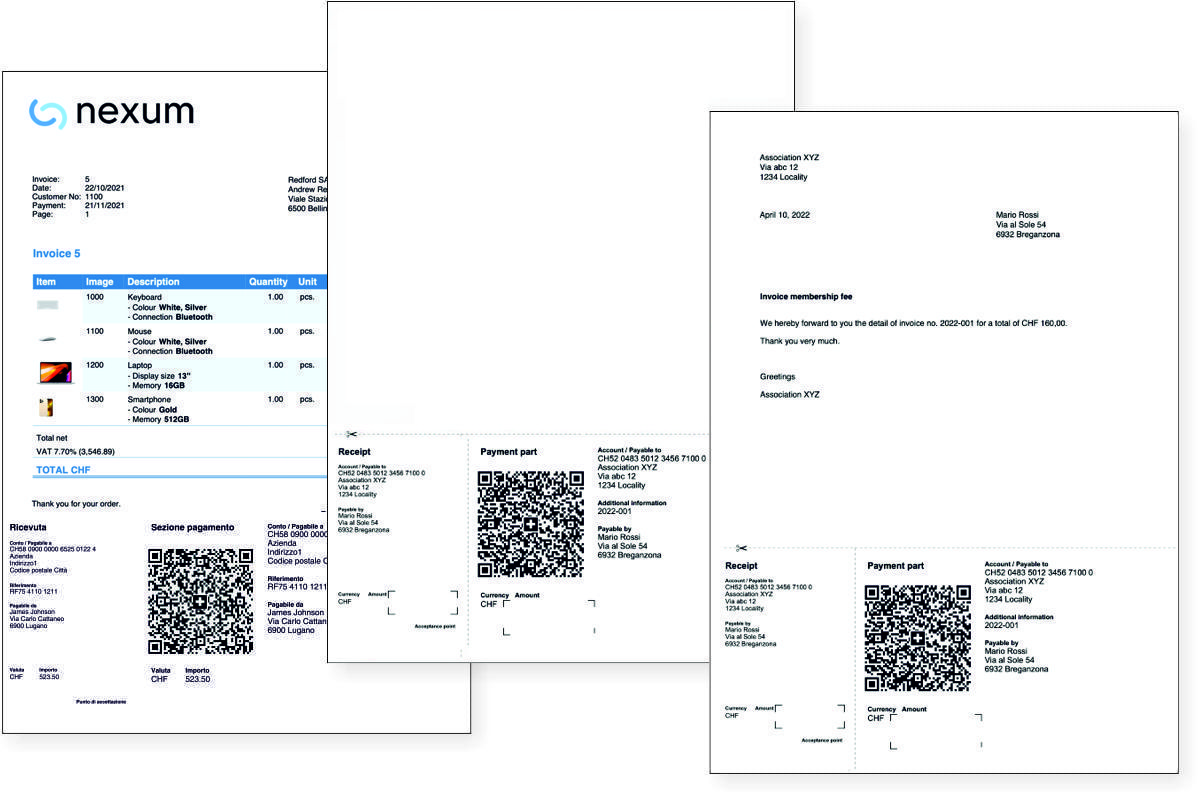 nexum
Invoice: 5
Date: 22/10/2021
Customer No: 1100
Payment: 21/11/2021
Page: 1
Redford SA
Andrew Re
Viale Stazi
6500 Bellin
Invoice 5
Item Image Description Quantity Unit
1000 Keyboard 1.00 pcs.
- Colour White, Silver
- Connection Bluetooth
1100 Mouse 1.00 pcs.
- Colour White, Silver
- Connection Bluetooth
1200 Laptop 1.00 pcs.
- Display size 13"
- Memory 16GB
1300 Smartphone 1.00 pcs.
- Colour Gold
- Memory 512GB
Total net
VAT 7.70% (3,546.89)
TOTAL CHF
Thank you for your order.
Ricevuta
Conto / Pagabile a
CH58 0900 0000 6525 0122 4
Azienda
Indirizzo1
Codice postale Città
Riferimento
RF75 4110 1211
Pagabile da
James Johnson
Via Carlo Cattaneo
6900 Lugano
Valuta Importo
CHF 523.50
Punto di accettazione
Sezione pagamento
Valuta Importo
CHF 523.50
Conto / Pagabile a
CH58 0900 0000
Azienda
Indirizzo1
Codice postale C
Riferimento
RF75 4110 1211
Pagabile da
James Johnson
Via Carlo Cattan
6900 Lugano
Receipt
Account / Payable to
CH52 0483 5012 3456 7100 0
Association XYZ
Via abc 12
1234 Locality
Payable by
Mario Rossi
Via al Sole 54
6932 Breganzona
Currency Amount
CHF
Acceptance point
Payment part
Currency Amount
CHF
Account / Payable to
CH52 0483 5012 3456 7100 0
Association XYZ
Via abc 12
1234 Locality
Additional information
2022-001
Payable by
Mario Rossi
Via al Sole 54
6932 Breganzona
Association XYZ
Via abc 12
1234 Locality
April 10, 2022
Mario Rossi
Via al Sole 54
6932 Breganzona
Invoice membership fee
We hereby forward to you the detail of invoice no. 2022-001 for a total of CHF 160,00.
Thank you very much.
Greetings
Association XYZ
Receipt
Account / Payable to
CH52 0483 5012 3456 7100 0
Association XYZ
Via abc 12
1234 Locality
Payable by
Mario Rossi
Via al Sole 54
6932 Breganzona
Currency Amount
CHF
Acceptance point
Payment part
Currency Amount
CHF
Account / Payable to
CH52 0483 5012 3456 7100 0
Association XYZ
Via abc 12
1234 Locality
Additional information
2022-001
Payable by
Mario Rossi
Via al Sole 54
6932 Breganzona